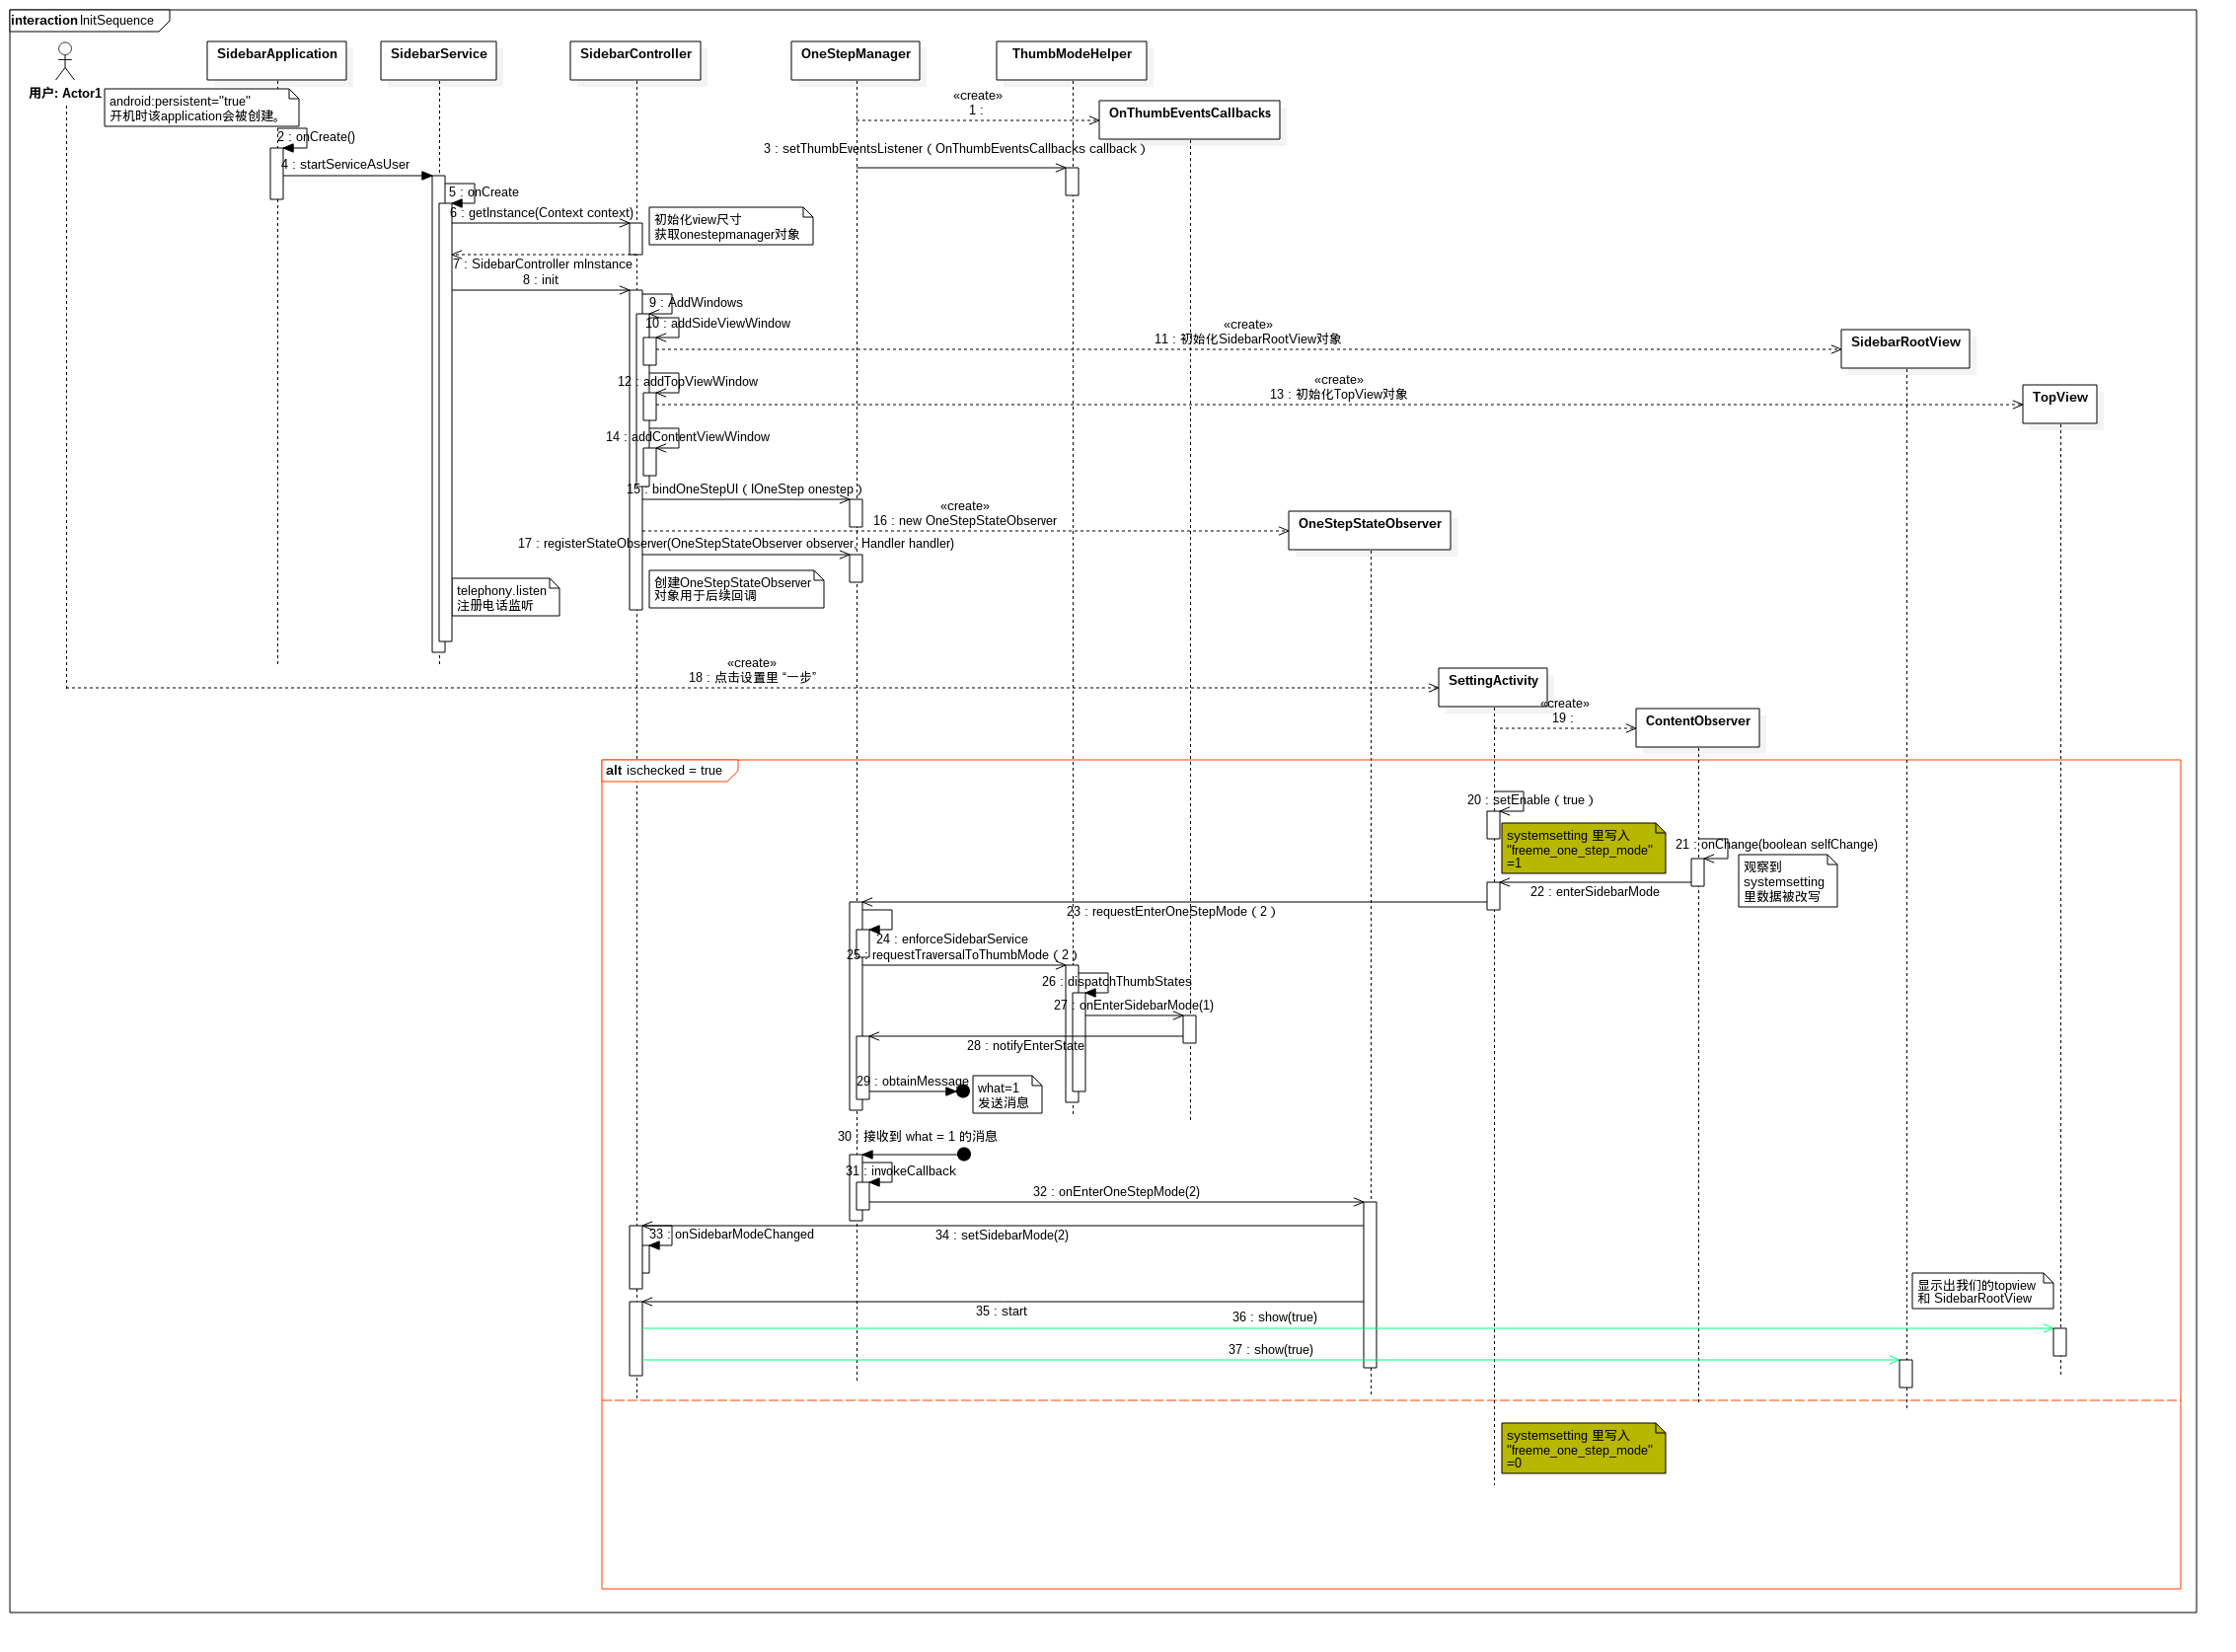 interaction InitSequence
SidebarApplication
SidebarService
SidebarController
OneStepManager
ThumbModeHelper
用户: Actor1
android:persistent="true"
开机时该application会被创建。
«create»
1 :
OnThumbEventsCallbacks
2 : onCreate()
3 : setThumbEventsListener（OnThumbEventsCallbacks callback）
4 : startServiceAsUser
5 : onCreate
6 : getInstance(Context context)
初始化view尺寸
获取onestepmanager对象
7 : SidebarController mInstance
8 : init
9 : AddWindows
10 : addSideViewWindow
«create»
11 : 初始化SidebarRootView对象
SidebarRootView
12 : addTopViewWindow
«create»
13 : 初始化TopView对象
TopView
14 : addContentViewWindow
15 : bindOneStepUI（IOneStep onestep）
«create»
16 : new OneStepStateObserver
OneStepStateObserver
17 : registerStateObserver(OneStepStateObserver observer, Handler handler)
telephony.listen
注册电话监听
创建OneStepStateObserver
对象用于后续回调
«create»
18 : 点击设置里 “一步”
SettingActivity
«create»
19 :
ContentObserver
alt ischecked = true
20 : setEnable（true）
systemsetting 里写入
"freeme_one_step_mode"
=1
21 : onChange(boolean selfChange)
观察到
systemsetting
里数据被改写
22 : enterSidebarMode
23 : requestEnterOneStepMode（2）
24 : enforceSidebarService
25 : requestTraversalToThumbMode（2）
26 : dispatchThumbStates
27 : onEnterSidebarMode(1)
28 : notifyEnterState
29 : obtainMessage
what=1
发送消息
30 : 接收到 what = 1 的消息
31 : invokeCallback
32 : onEnterOneStepMode(2)
33 : onSidebarModeChanged
34 : setSidebarMode(2)
显示出我们的topview
和 SidebarRootView
35 : start
36 : show(true)
37 : show(true)
systemsetting 里写入
"freeme_one_step_mode"
=0